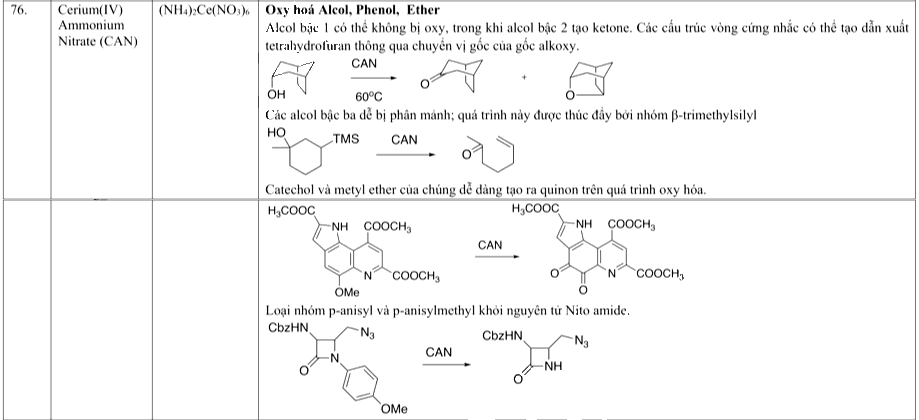 76.
Cerium(IV)
Ammonium
Nitrate (CAN)
(NH₄)₂Ce(NO₃)₆
Oxy hoá Alcol, Phenol, Ether
Alcol bậc 1 có thể không bị oxy, trong khi alcol bậc 2 tạo ketone. Các cấu trúc vòng cứng nhắc có thể tạo dẫn xuất
tetrahydrofuran thông qua chuyển vị gốc của gốc alkoxy.
OH
CAN
60°C
O
+
O
Các alcol bậc ba dễ bị phân mảnh; quá trình này được thúc đẩy bởi nhóm β-trimethylsilyl
HO
TMS
CAN
O
Catechol và metyl ether của chúng dễ dàng tạo ra quinon trên quá trình oxy hóa.
H₃COOC
NH
COOCH₃
N
COOCH₃
OMe
CAN
H₃COOC
NH
COOCH₃
O
N
COOCH₃
O
Loại nhóm p-anisyl và p-anisylmethyl khỏi nguyên tử Nito amide.
CbzHN
N₃
N
O
OMe
CAN
CbzHN
N₃
NH
O